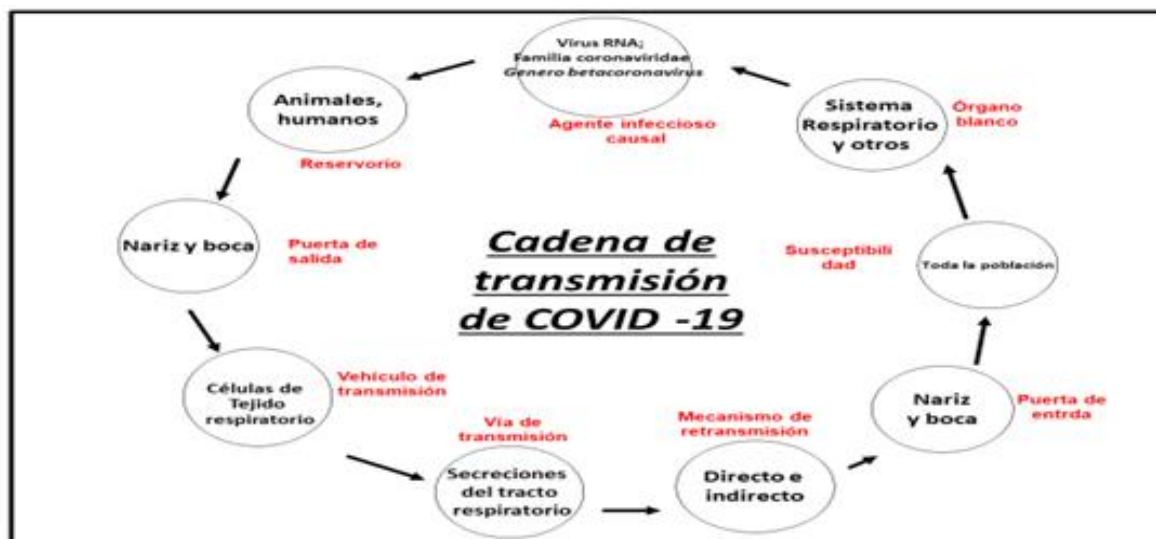 Virus RNA;
Familia coronaviridae
Genero betacoronavirus
Agente infeccioso
causal
Animales,
humanos
Reservorio
Nariz y boca
Puerta de
salida
Células de
Tejido
respiratorio
Vehículo de
transmisión
Vía de
transmisión
Secreciones
del tracto
respiratorio
Mecanismo de
retransmisión
Directo e
indirecto
Nariz
y boca
Puerta de
entrda
Toda la población
Susceptibili
dad
Sistema
Respiratorio
y otros
Órgano
blanco
Cadena de
transmisión
de COVID -19